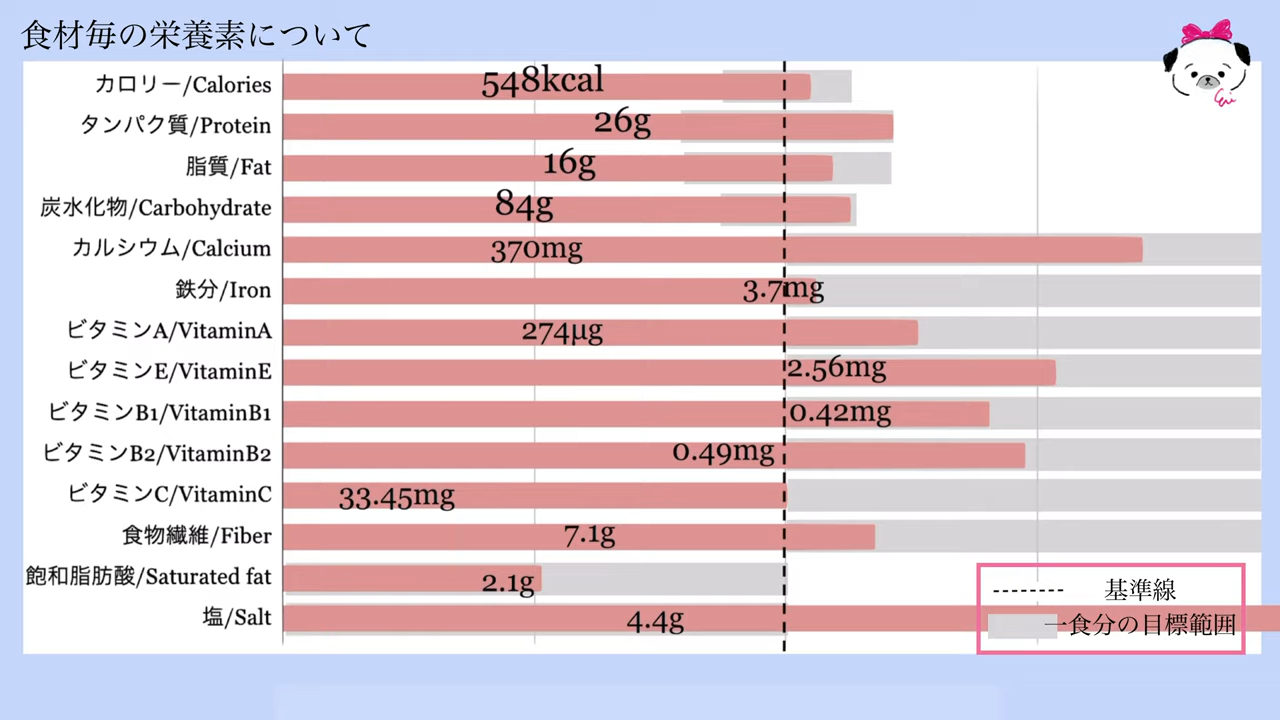 食材毎の栄養素について
カロリー/Calories 548kcal
タンパク質/Protein 26g
脂質/Fat 16g
炭水化物/Carbohydrate 84g
カルシウム/Calcium 370mg
鉄分/Iron 3.7mg
ビタミンA/VitaminA 274μg
ビタミンE/VitaminE 2.56mg
ビタミンB1/VitaminB1 0.42mg
ビタミンB2/VitaminB2 0.49mg
ビタミンC/VitaminC 33.45mg
食物繊維/Fiber 7.1g
飽和脂肪酸/Saturated fat 2.1g
塩/Salt 4.4g
基準線
一食分の目標範囲